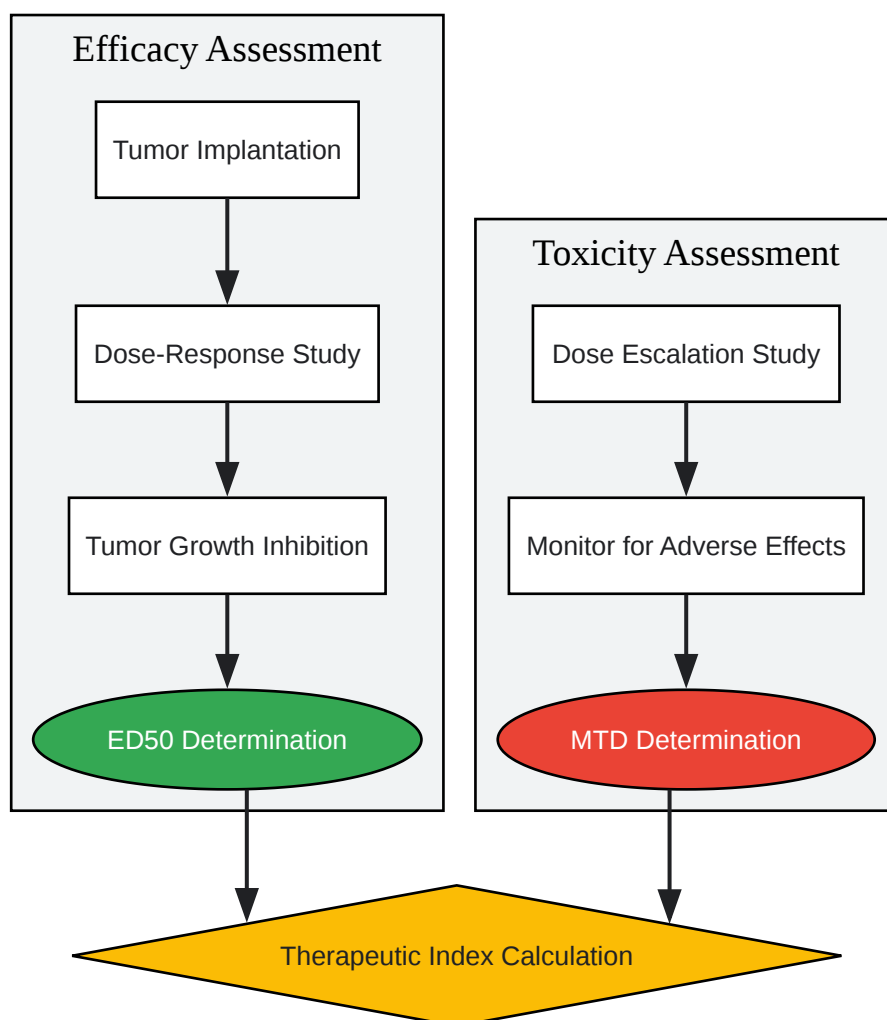 Efficacy Assessment
Tumor Implantation
Dose-Response Study
Tumor Growth Inhibition
ED50 Determination
Toxicity Assessment
Dose Escalation Study
Monitor for Adverse Effects
MTD Determination
Therapeutic Index Calculation